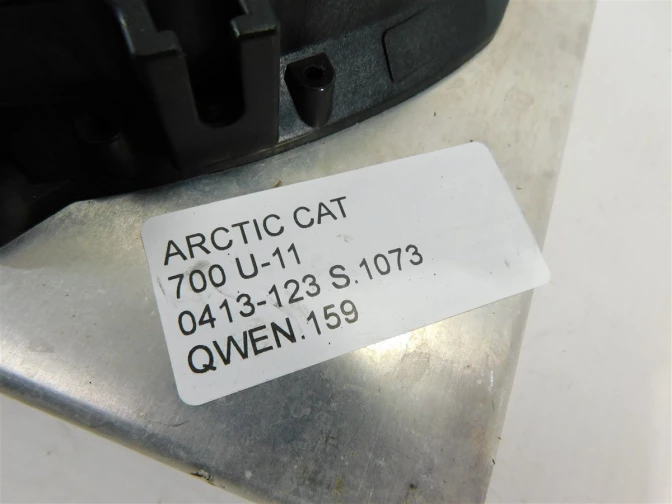 ARCTIC CAT
700 U-11
0413-123 S.1073
QWEN.159